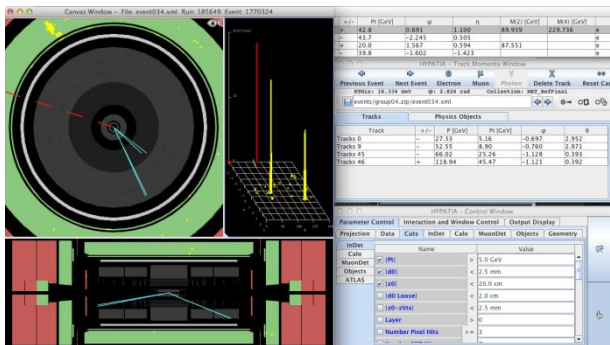 Canvas Window - File: event034.xml Run: 185649 Event: 1770324
+/- Pt [GeV] φ η M(2) [GeV] M(4) [GeV]
+ 42.8 0.691 1.100 89.939 229.736 e
- 43.7 -2.245 0.505 e
+ 20.0 1.567 0.594 87.551 e
- 39.8 -1.602 -1.423 e
HYPATIA - Track Momenta Window
Previous Event Next Event Electron Muon Photon Delete Track Reset Can
ETMis: 18.336 GeV φ: 2.826 rad Collection: MET_RefFinal
events/group04.zip/event034.xml
Tracks Physics Objects
Track +/- P [GeV] Pt [GeV] φ θ
Tracks 0 - 27.33 5.16 -0.697 2.952
Tracks 9 - 52.55 8.90 -0.760 2.971
Tracks 45 - 66.02 25.26 -1.128 0.393
Tracks 46 + 118.94 45.47 -1.121 0.392
HYPATIA - Control Window
Parameter Control Interaction and Window Control Output Display
Projection Data Cuts InDet Calo MuonDet Objects Geometry
InDet
Calo
MuonDet
Objects
ATLAS
Name Value
|Pt| > 5.0 GeV
|d0| < 2.5 mm
|z0| < 20.0 cm
|d0 Loose| < 2.0 cm
|z0-zVtx| < 2.5 mm
Layer > 0
Number Pixel Hits >= 3